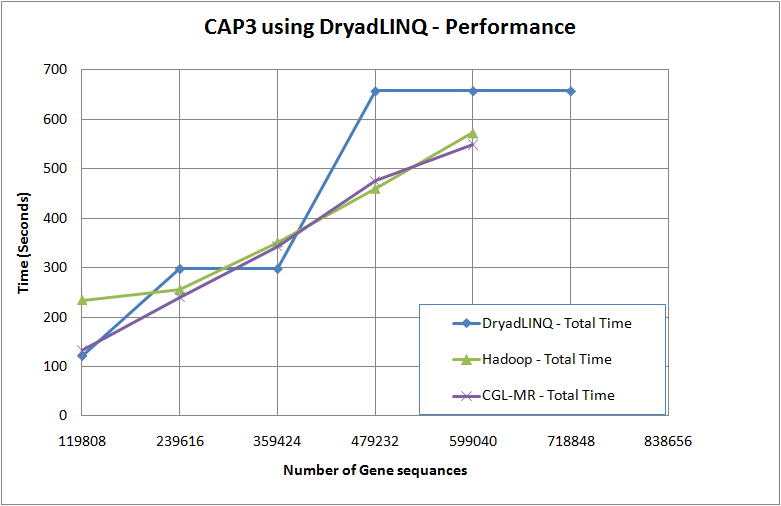 CAP3 using DryadLINQ - Performance
700
600
500
400
300
200
100
0
Time (Seconds)
DryadLINQ - Total Time
Hadoop - Total Time
CGL-MR - Total Time
119808 239616 359424 479232 599040 718848 838656
Number of Gene sequances